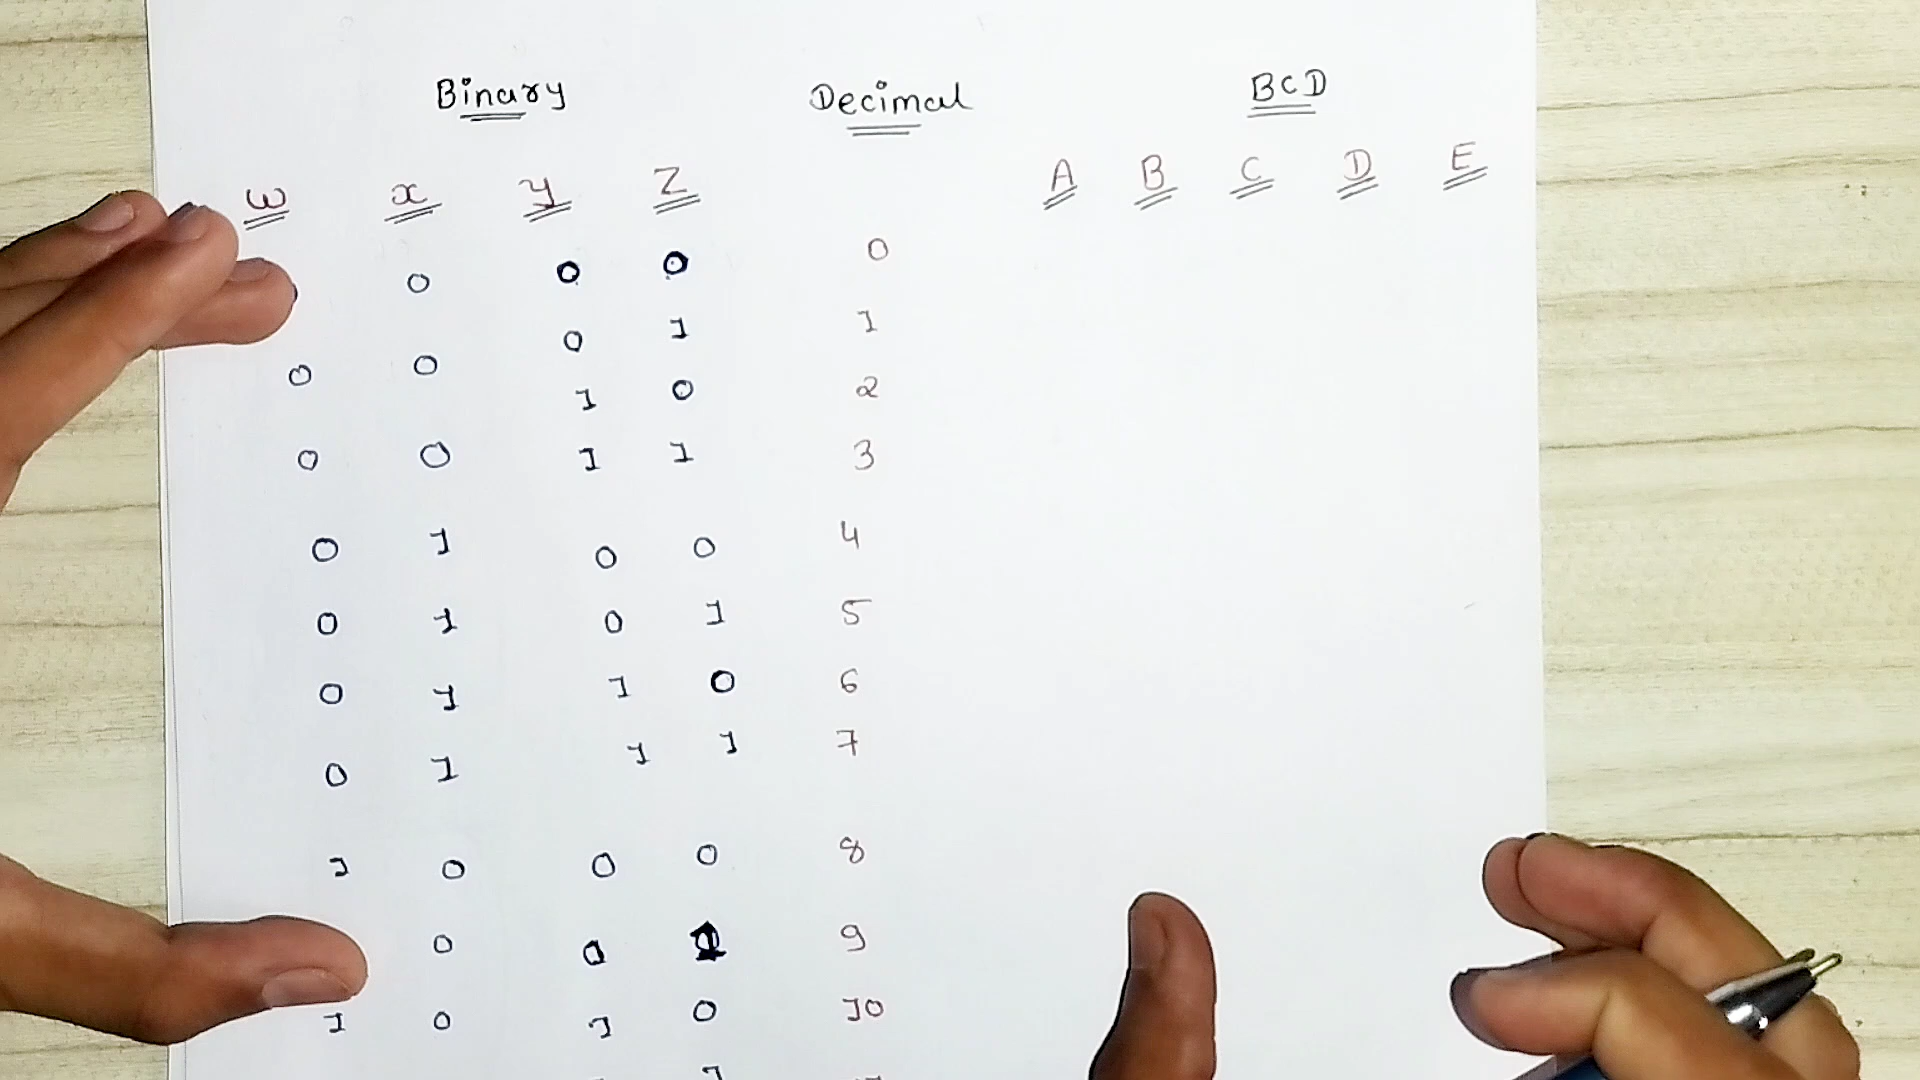 Binary Decimal BCD
w x y z A B C D E
0 0 0 0
0 0 0 1 1
1 0 2
0 0 1 1 3
0 1 0 0 4
0 1 0 1 5
0 1 1 0 6
0 1 1 1 7
1 0 0 0 8
0 0 1 9
1 0 1 0 10
1